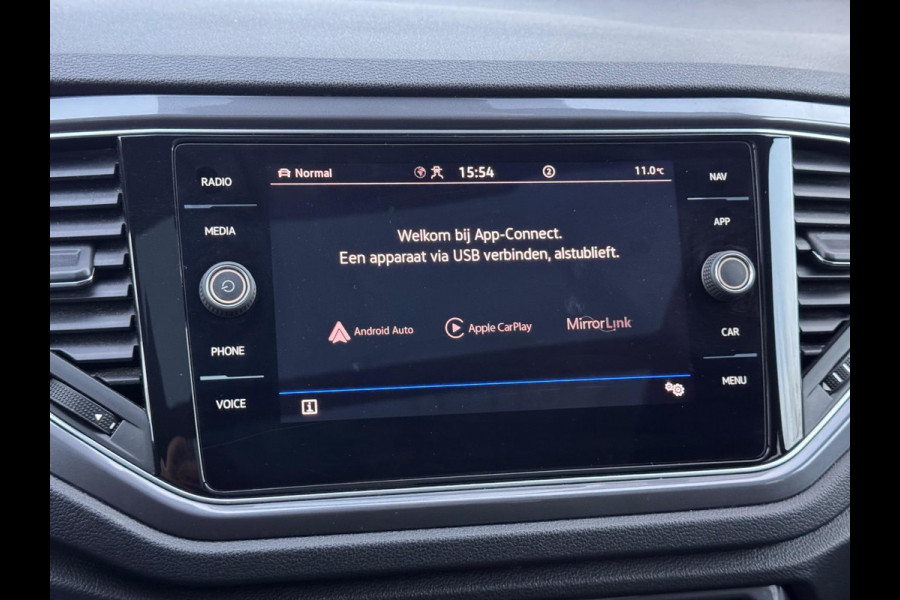 RADIO
MEDIA
PHONE
VOICE
Normal
15:54
2
11.0°C
Welkom bij App-Connect.
Een apparaat via USB verbinden, alstublieft.
Android Auto
Apple CarPlay
MirrorLink
i
NAV
APP
CAR
MENU